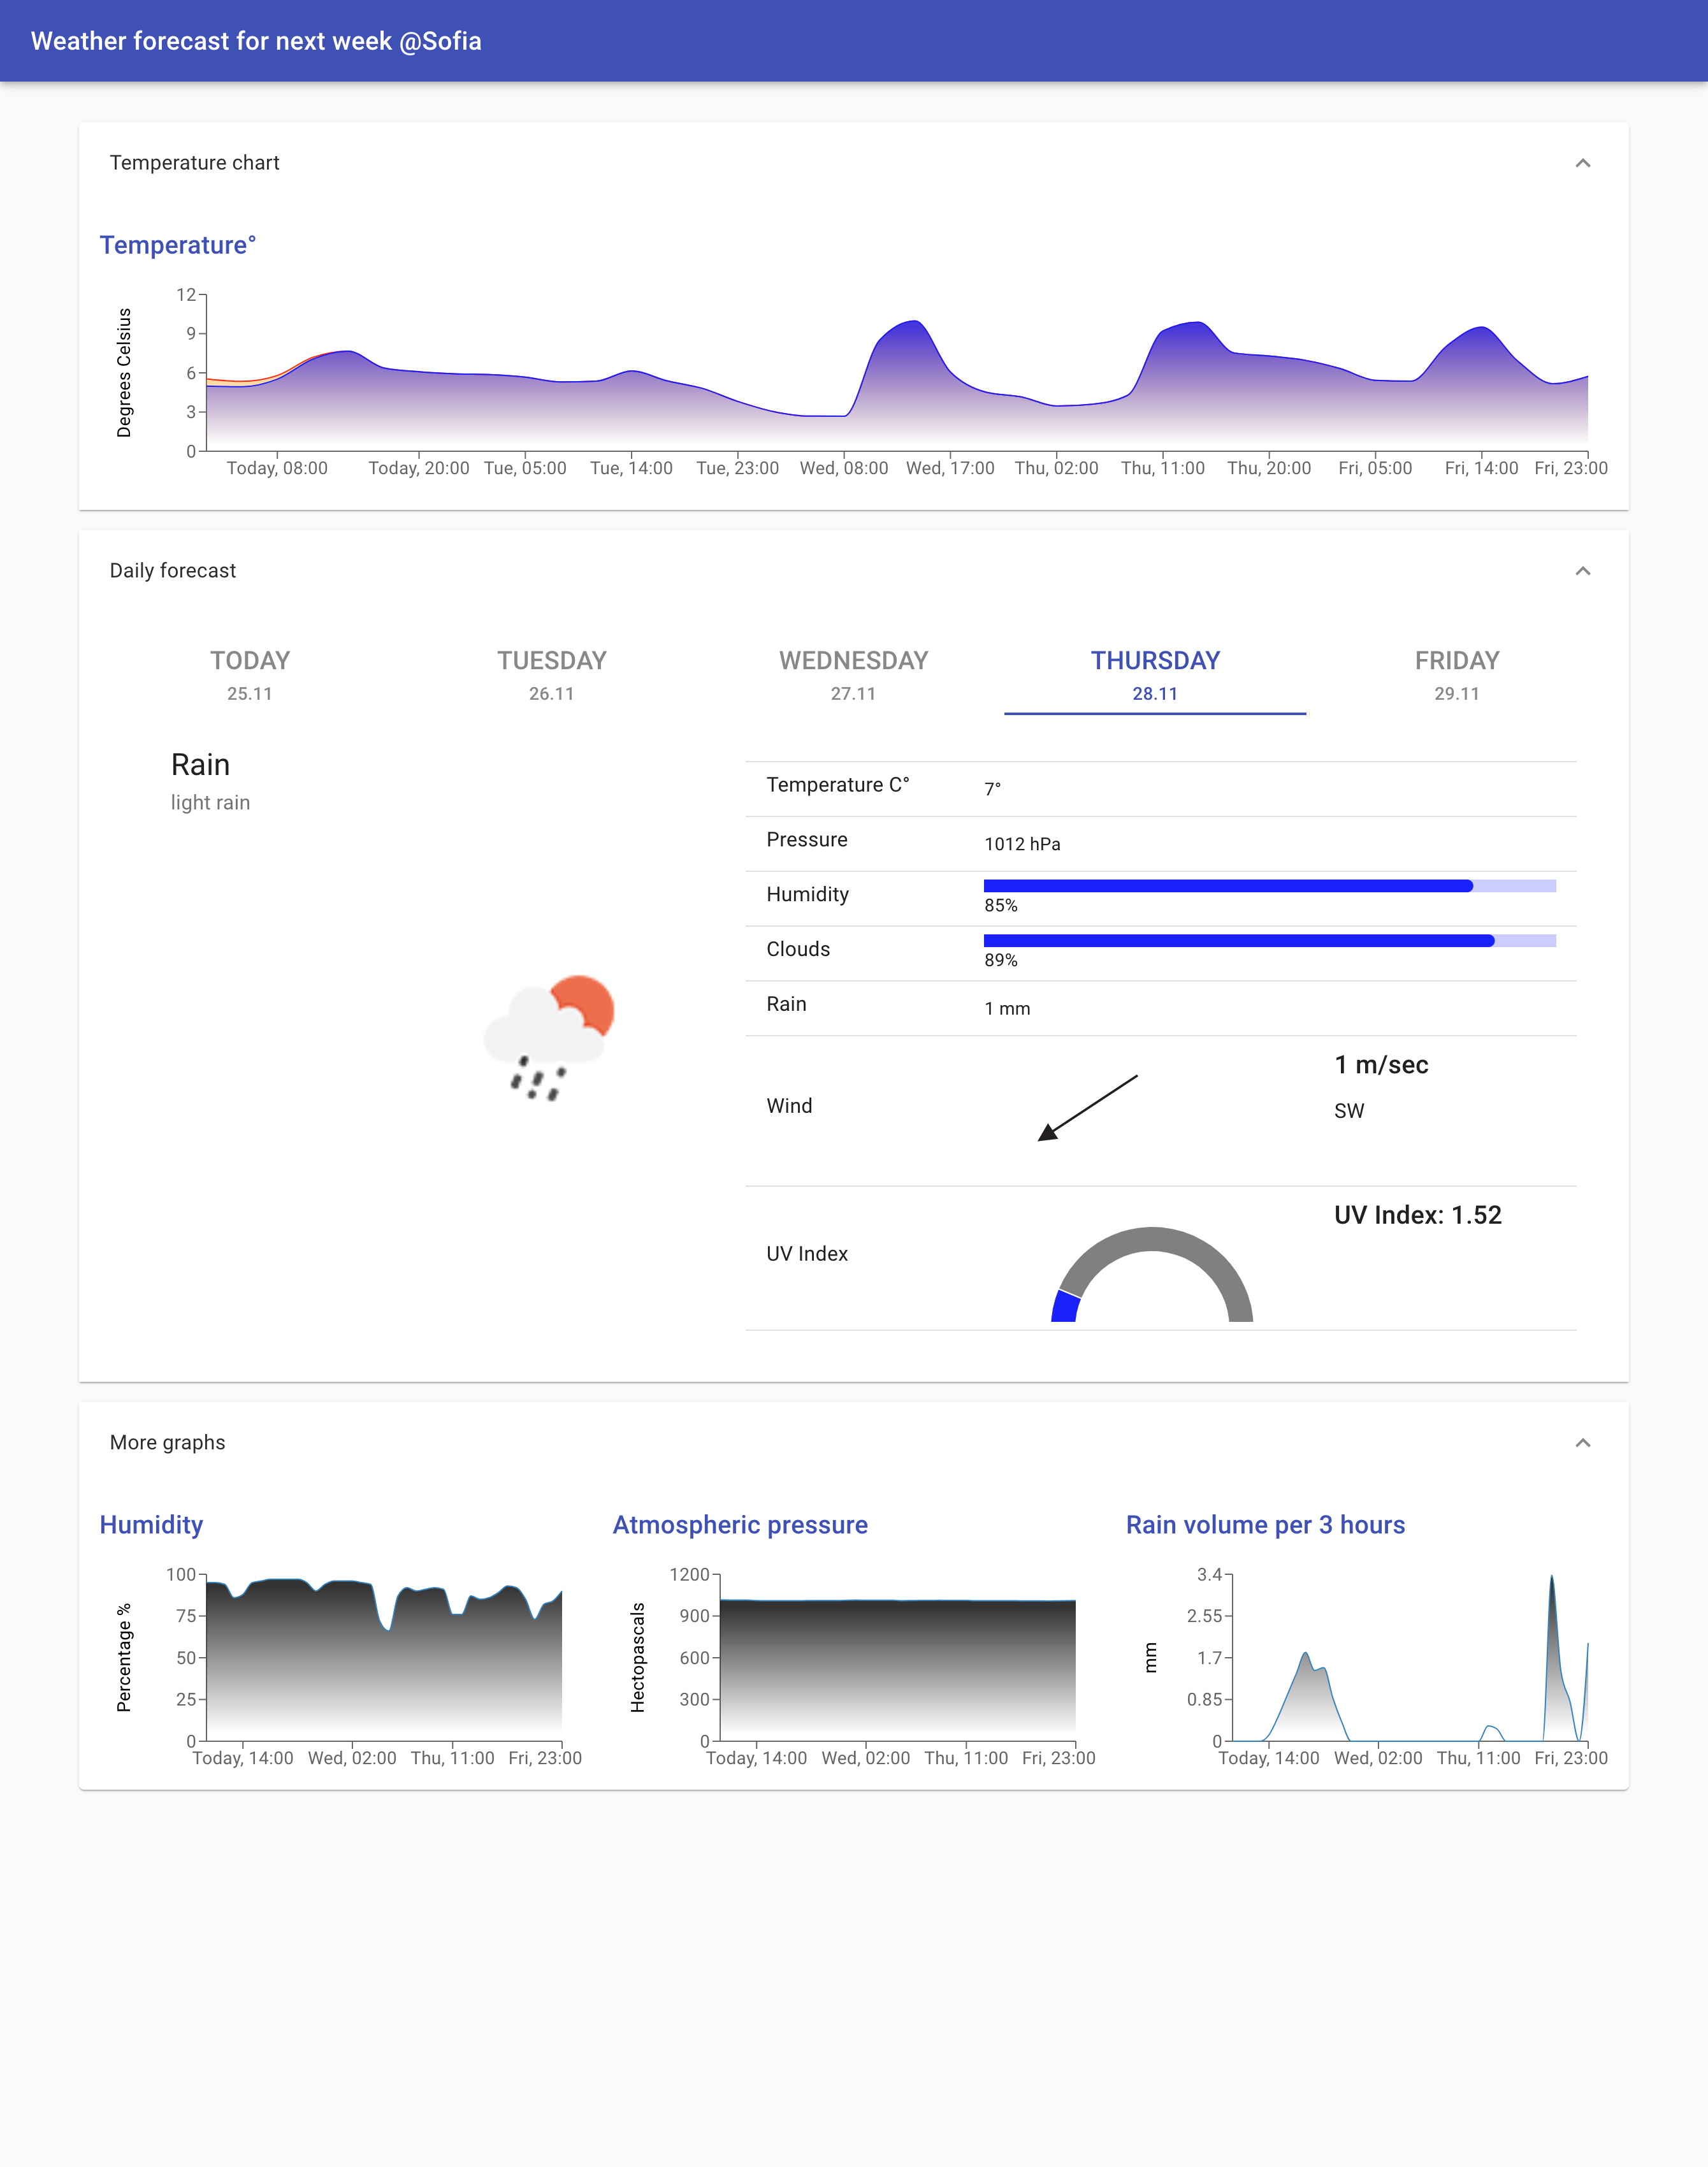 Weather forecast for next week @Sofia
Temperature chart
Temperature°
Degrees Celsius
12
9
6
3
0
Today, 08:00 Today, 20:00 Tue, 05:00 Tue, 14:00 Tue, 23:00 Wed, 08:00 Wed, 17:00 Thu, 02:00 Thu, 11:00 Thu, 20:00 Fri, 05:00 Fri, 14:00 Fri, 23:00
Daily forecast
TODAY TUESDAY WEDNESDAY THURSDAY FRIDAY
25.11 26.11 27.11 28.11 29.11
Rain
light rain
Temperature C° 7°
Pressure 1012 hPa
Humidity 85%
Clouds 89%
Rain 1 mm
Wind 1 m/sec
SW
UV Index UV Index: 1.52
More graphs
Humidity
Percentage %
100
75
50
25
0
Today, 14:00 Wed, 02:00 Thu, 11:00 Fri, 23:00
Atmospheric pressure
Hectopascals
1200
900
600
300
0
Today, 14:00 Wed, 02:00 Thu, 11:00 Fri, 23:00
Rain volume per 3 hours
mm
3.4
2.55
1.7
0.85
0
Today, 14:00 Wed, 02:00 Thu, 11:00 Fri, 23:00